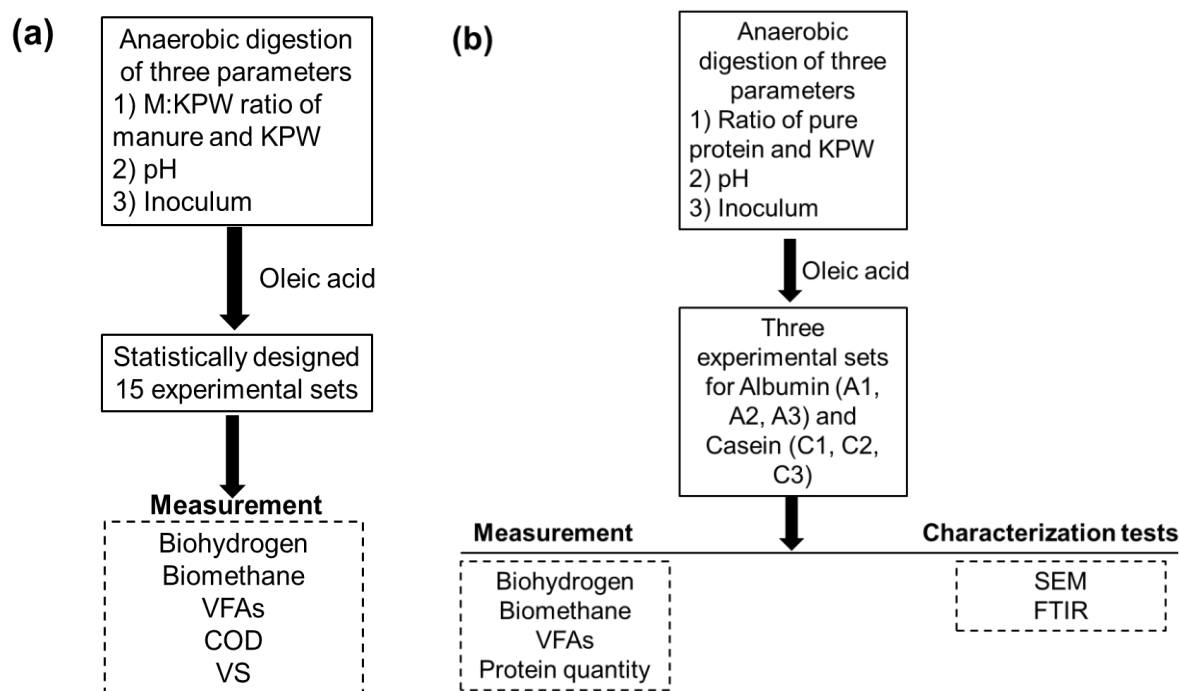 (a)
Anaerobic digestion
of three parameters
1) M:KPW ratio of
manure and KPW
2) pH
3) Inoculum
Oleic acid
Statistically designed
15 experimental sets
Measurement
Biohydrogen
Biomethane
VFAs
COD
VS
(b)
Anaerobic
digestion of three
parameters
1) Ratio of pure
protein and KPW
2) pH
3) Inoculum
Oleic acid
Three
experimental sets
for Albumin (A1,
A2, A3) and
Casein (C1, C2,
C3)
Measurement
Biohydrogen
Biomethane
VFAs
Protein quantity
Characterization tests
SEM
FTIR